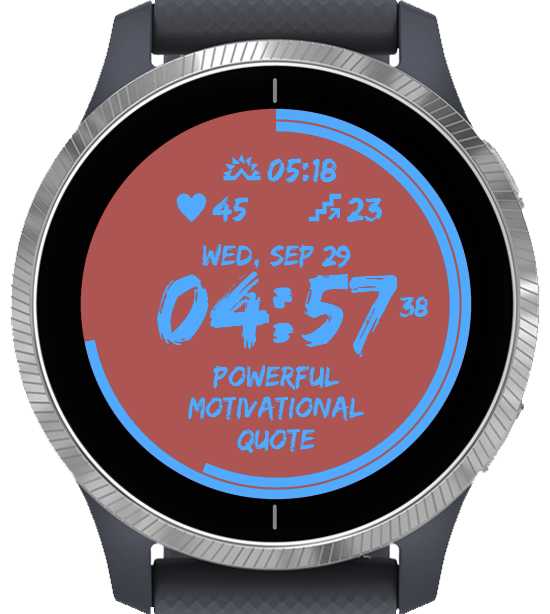 05:18
45 23
WED, SEP 29
04:57 38
POWERFUL
MOTIVATIONAL
QUOTE